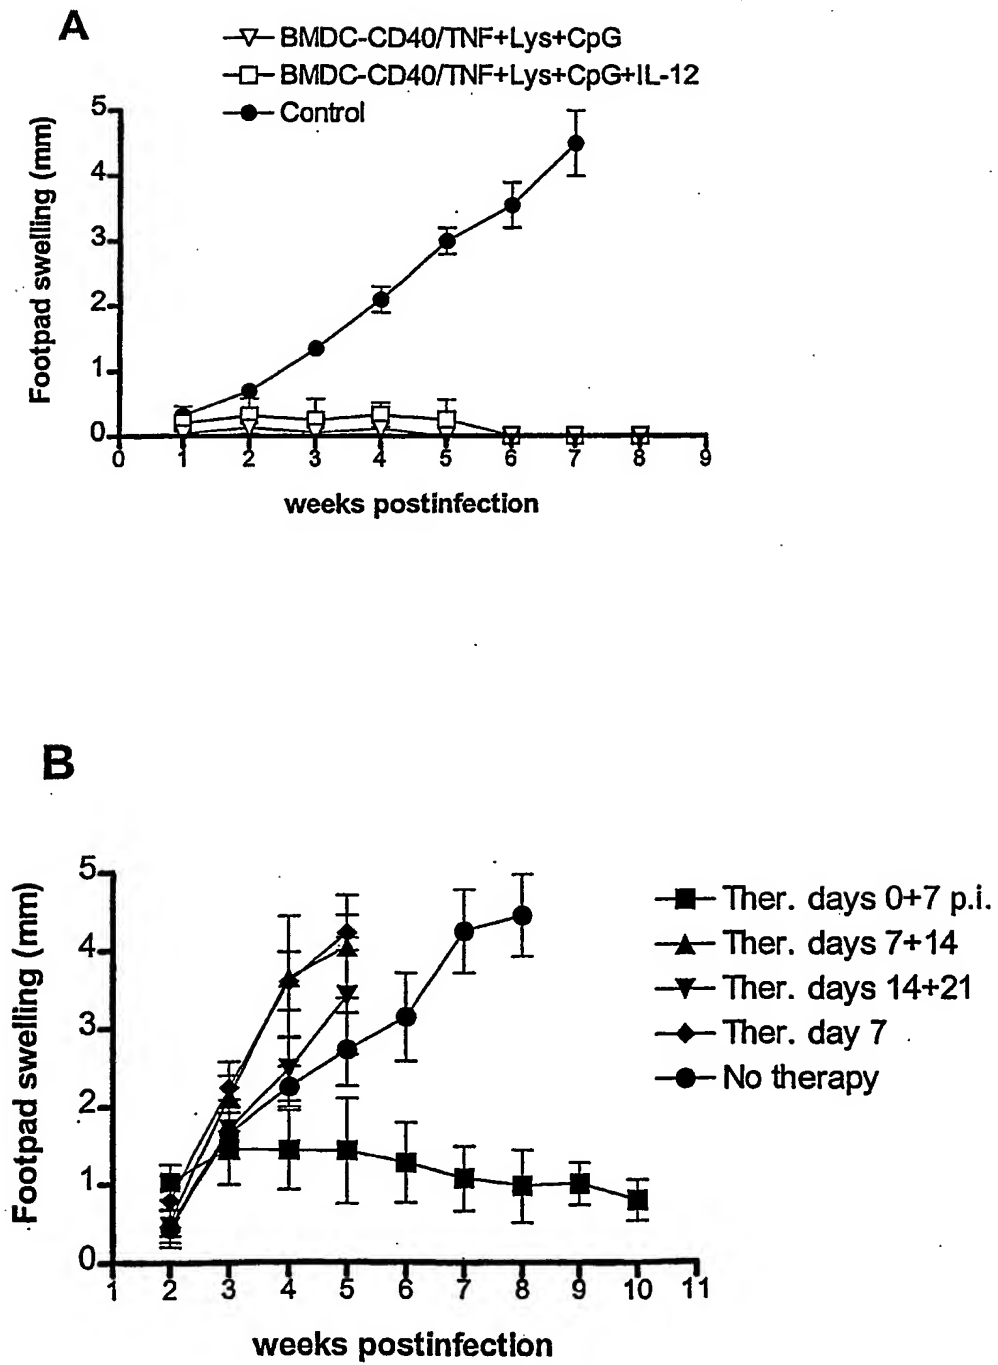 A
BMDC-CD40/TNF+Lys+CpG
BMDC-CD40/TNF+Lys+CpG+IL-12
Control
Footpad swelling (mm)
5
4
3
2
1
0
0 1 2 3 4 5 6 7 8 9
weeks postinfection
B
Footpad swelling (mm)
5
4
3
2
1
0
1 2 3 4 5 6 7 8 9 10 11
weeks postinfection
Ther. days 0+7 p.i.
Ther. days 7+14
Ther. days 14+21
Ther. day 7
No therapy